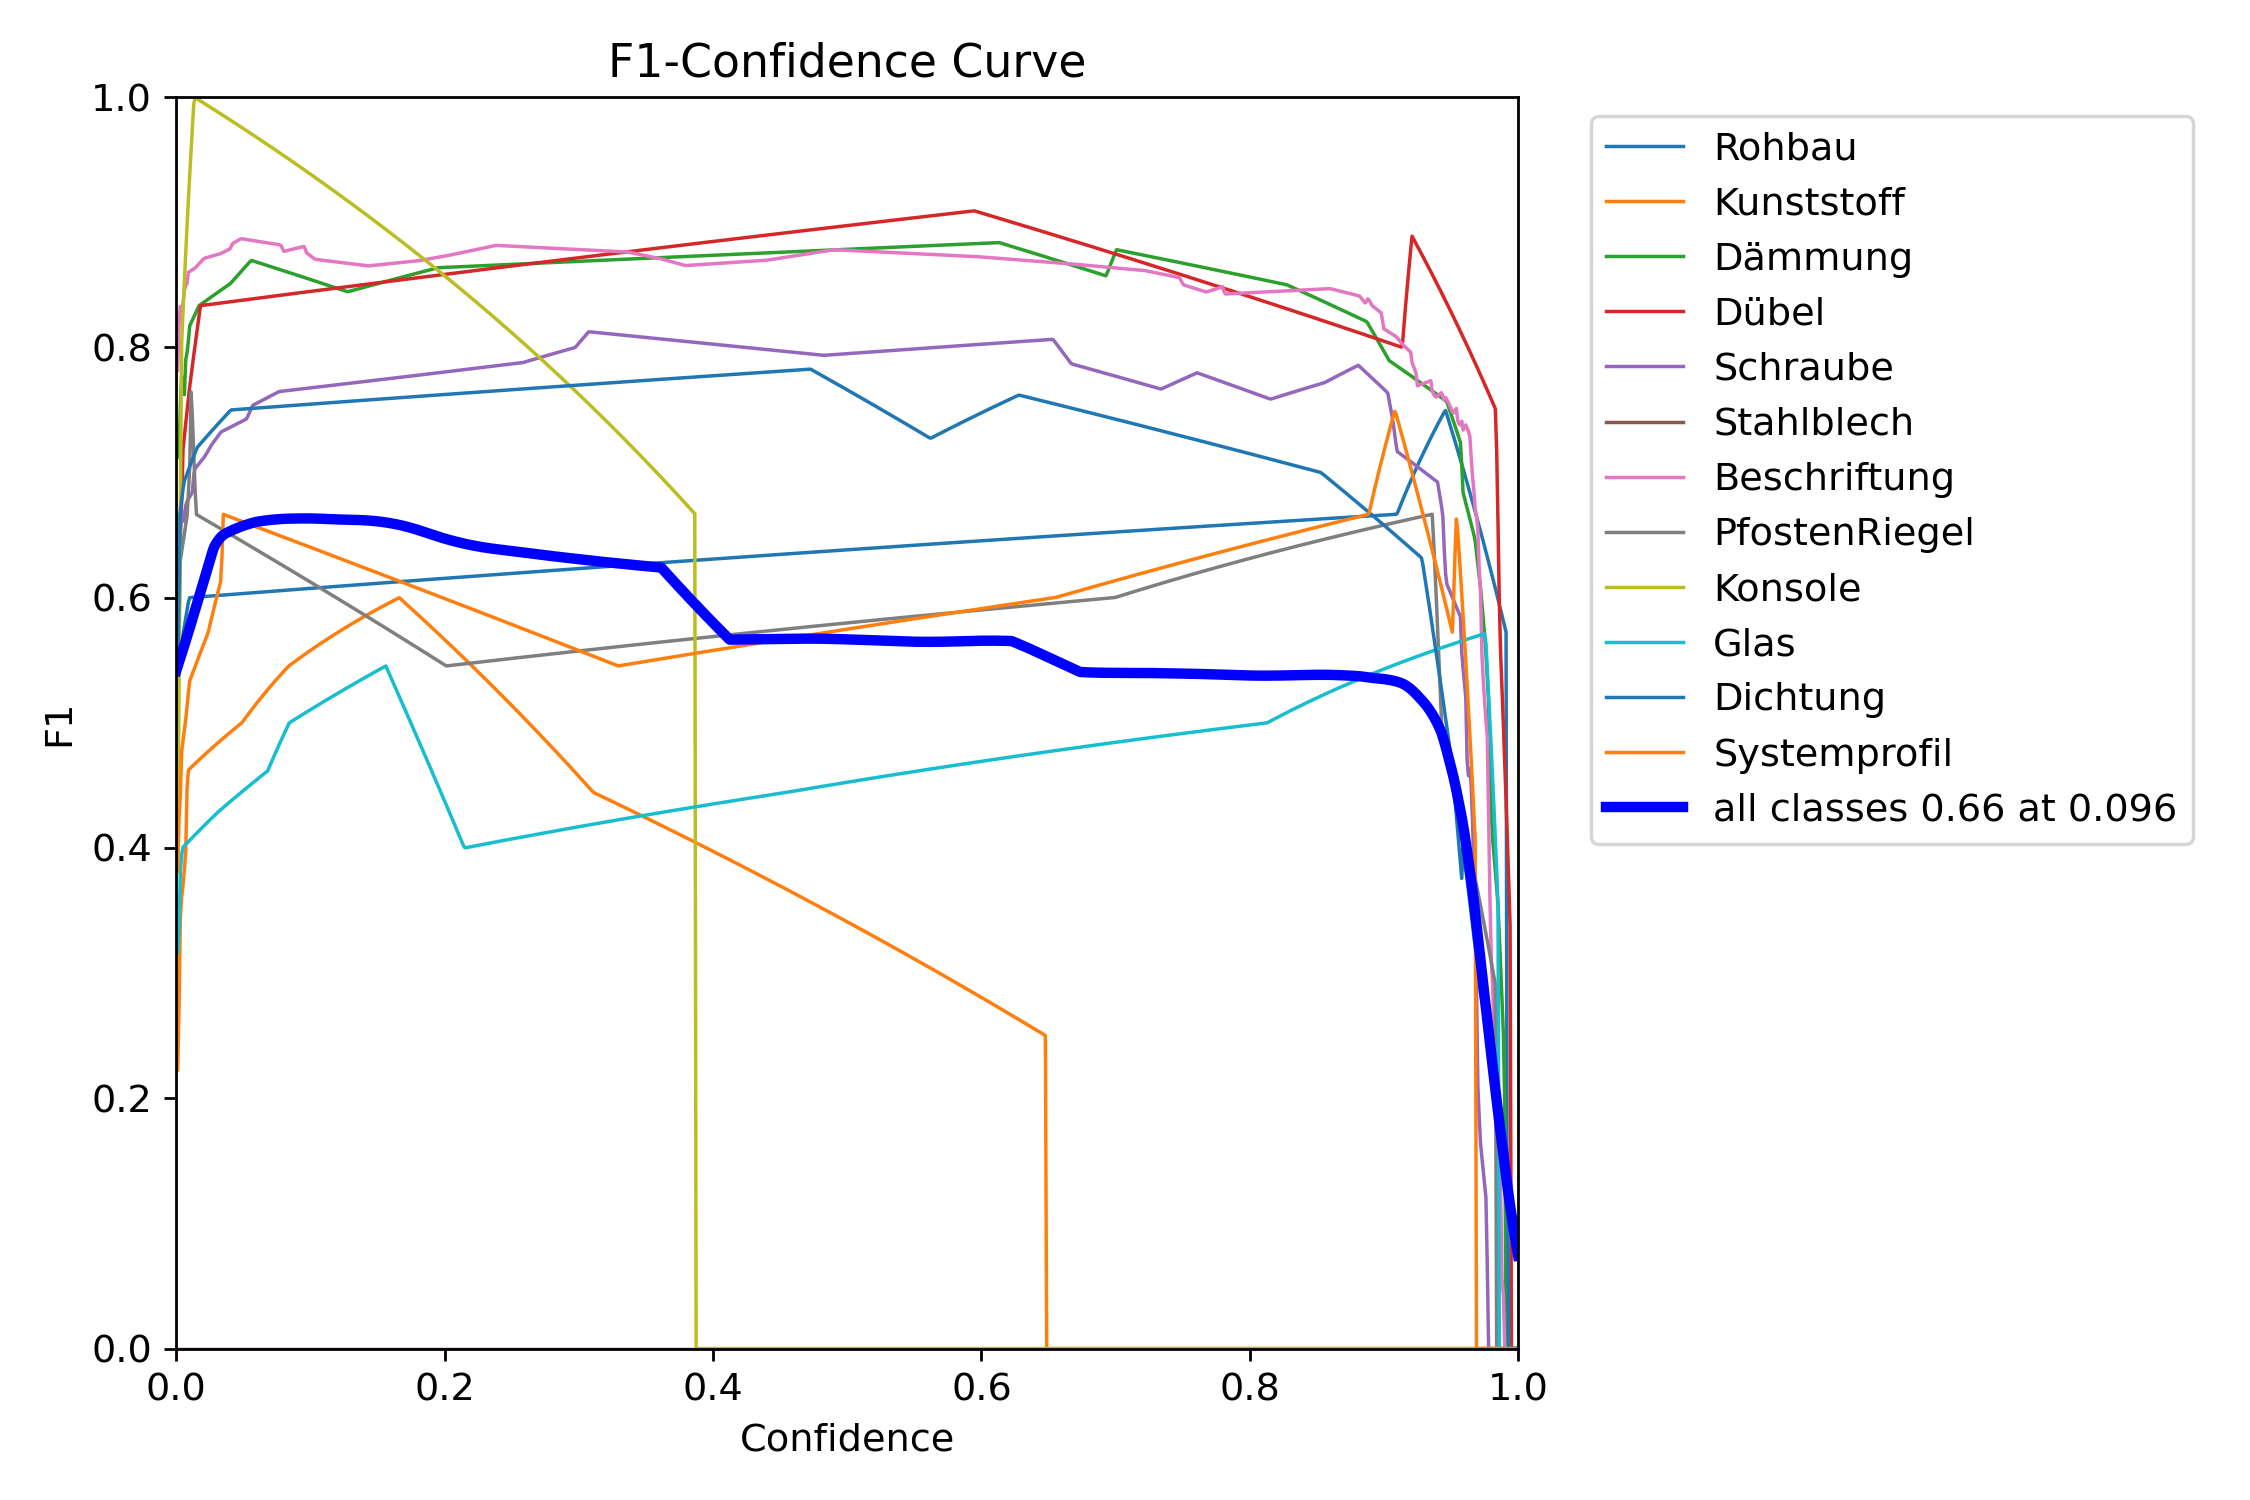 F1-Confidence Curve
1.0
0.8
0.6
0.4
0.2
0.0
F1
0.0 0.2 0.4 0.6 0.8 1.0
Confidence
Rohbau
Kunststoff
Dämmung
Dübel
Schraube
Stahlblech
Beschriftung
PfostenRiegel
Konsole
Glas
Dichtung
Systemprofil
all classes 0.66 at 0.096